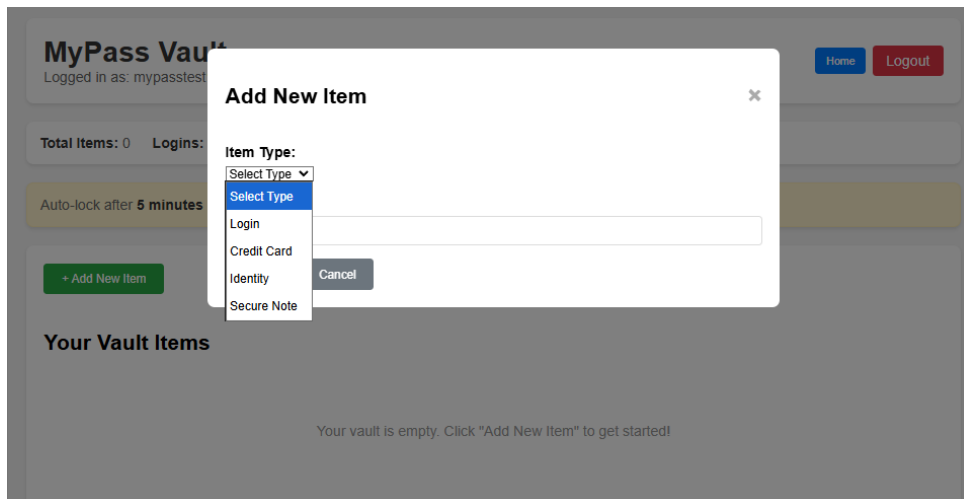 MyPass Vau
Logged in as: mypasstest
Home
Logout
Add New Item
×
Total Items: 0 Logins:
Item Type:
Select Type
Select Type
Login
Credit Card
Identity
Secure Note
Auto-lock after 5 minutes
Cancel
+ Add New Item
Your Vault Items
Your vault is empty. Click "Add New Item" to get started!